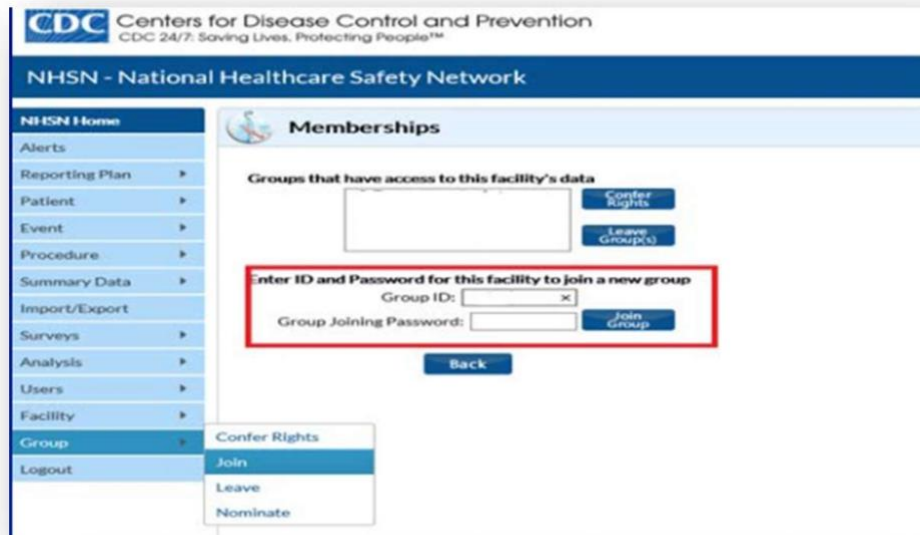 CDC Centers for Disease Control and Prevention
CDC 24/7: Saving Lives. Protecting People™
NHSN - National Healthcare Safety Network
NHSN Home
Alerts
Reporting Plan
Patient
Event
Procedure
Summary Data
Import/Export
Surveys
Analysis
Users
Facility
Group
Logout
Confer Rights
Join
Leave
Nominate
Memberships
Groups that have access to this facility's data
Confer
Rights
Leave
Group(s)
Enter ID and Password for this facility to join a new group
Group ID: ×
Group Joining Password:
Join
Group
Back